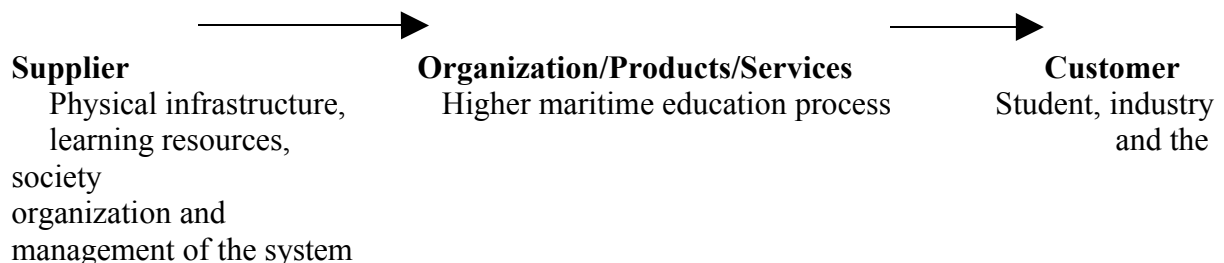 Supplier Organization/Products/Services Customer
Physical infrastructure, Higher maritime education process Student, industry
learning resources, and the
society
organization and
management of the system